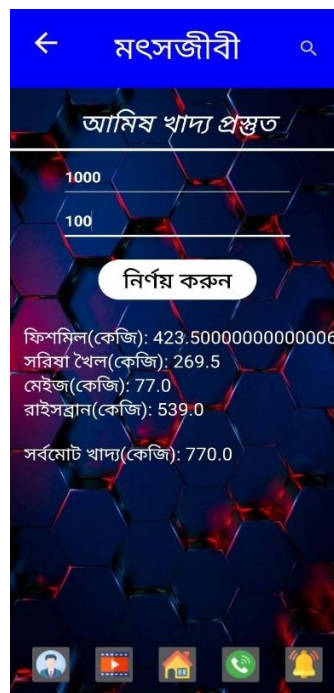 মৎসজীবী
আমিষ খাদ্য প্রস্তুত
1000
100
নির্ণয় করুন
ফিশমিল(কেজি): 423.50000000000006
সরিষা খৈল(কেজি): 269.5
মেইজ(কেজি): 77.0
রাইসব্রান(কেজি): 539.0
সর্বমোট খাদ্য(কেজি): 770.0